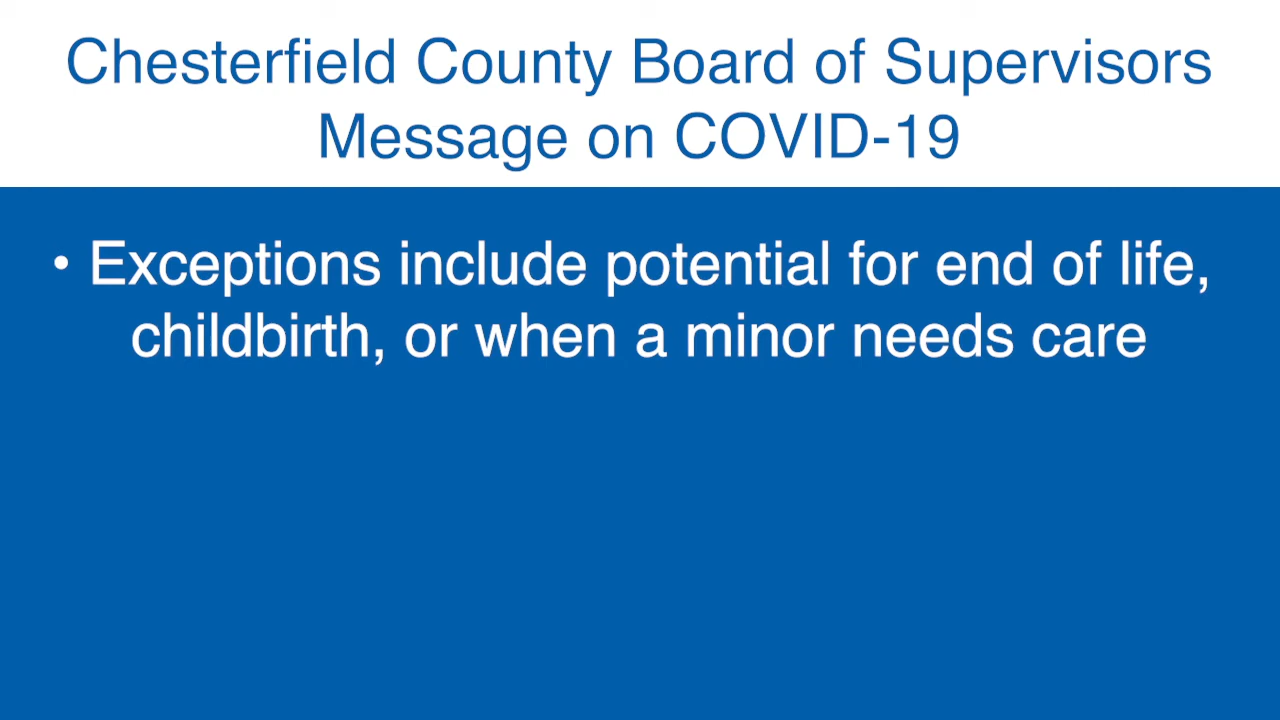 Chesterfield County Board of Supervisors
Message on COVID-19
• Exceptions include potential for end of life,
childbirth, or when a minor needs care